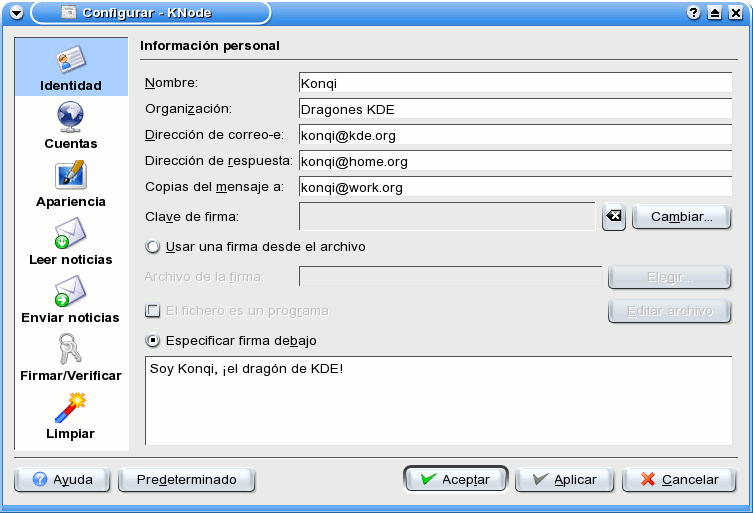 Configurar - KNode
Información personal
Identidad
Cuentas
Apariencia
Leer noticias
Enviar noticias
Firmar/Verificar
Limpiar
Nombre: Konqi
Organización: Dragones KDE
Dirección de correo-e: konqi@kde.org
Dirección de respuesta: konqi@home.org
Copias del mensaje a: konqi@work.org
Clave de firma: Cambiar...
Usar una firma desde el archivo
Archivo de la firma: Elegir...
El fichero es un programa Editar archivo
Especificar firma debajo
Soy Konqi, ¡el dragón de KDE!
Ayuda Predeterminado Aceptar Aplicar Cancelar